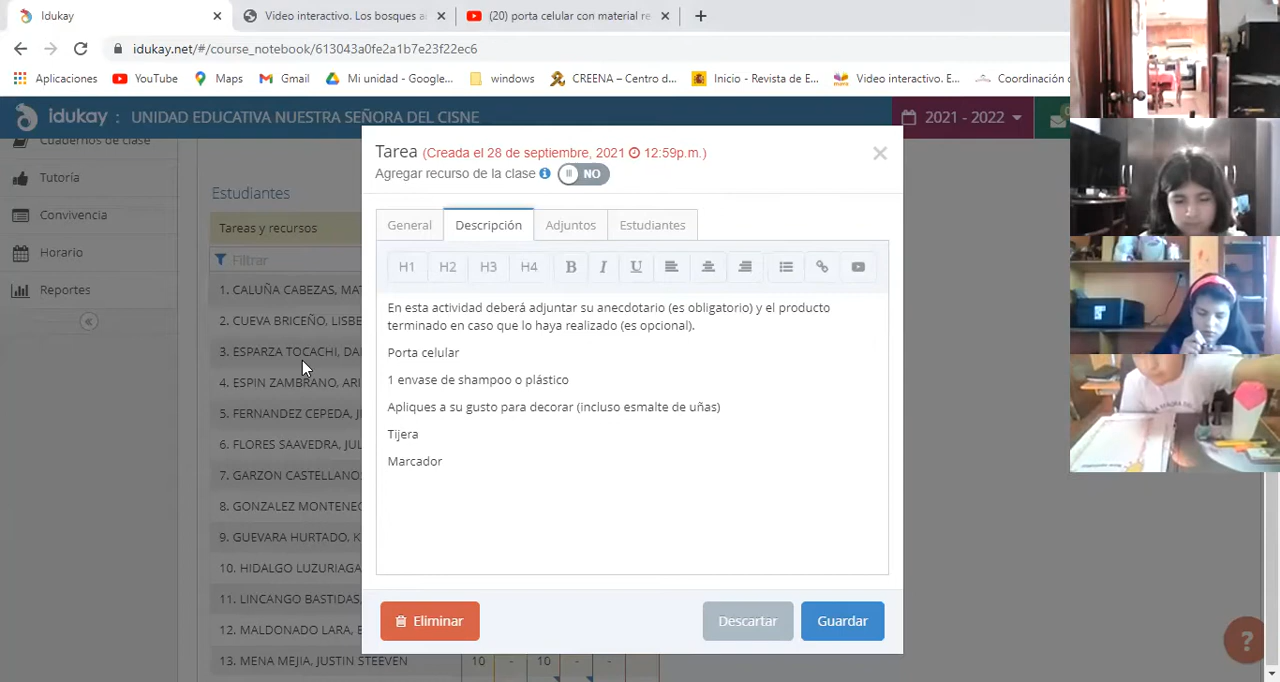 Idukay
Video interactivo. Los bosques a
(20) porta celular con material re
idukay.net/#/course_notebook/613043a0fe2a1b7e23f22ec6
Aplicaciones
YouTube
Maps
Gmail
Mi unidad - Google...
windows
CREENA – Centro d...
Inicio - Revista de E...
Video interactivo. E...
Coordinación
idukay : UNIDAD EDUCATIVA NUESTRA SEÑORA DEL CISNE
2021 - 2022
Cuadernos de clase
Tutoría
Convivencia
Horario
Reportes
Estudiantes
Tareas y recursos
Filtrar
1. CALUÑA CABEZAS, MAT
2. CUEVA BRICEÑO, LISBE
3. ESPARZA TOCACHI, DA
4. ESPIN ZAMBRANO, ARI
5. FERNANDEZ CEPEDA, J
6. FLORES SAAVEDRA, JUL
7. GARZON CASTELLANO
8. GONZALEZ MONTENEG
9. GUEVARA HURTADO, K
10. HIDALGO LUZURIAGA
11. LINCANGO BASTIDAS,
12. MALDONADO LARA, E
13. MENA MEJIA, JUSTIN STEEVEN 10 - 10 - -
Tarea (Creada el 28 de septiembre, 2021 12:59p.m.)
Agregar recurso de la clase NO
General Descripción Adjuntos Estudiantes
H1 H2 H3 H4 B I U
En esta actividad deberá adjuntar su anecdotario (es obligatorio) y el producto
terminado en caso que lo haya realizado (es opcional).
Porta celular
1 envase de shampoo o plástico
Apliques a su gusto para decorar (incluso esmalte de uñas)
Tijera
Marcador
Eliminar
Descartar
Guardar
?